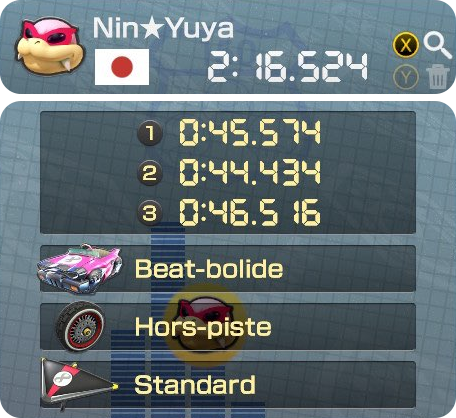 Nin★Yuya
2:16.524
X
Y
1 0:45.574
2 0:44.434
3 0:46.516
Beat-bolide
Hors-piste
Standard